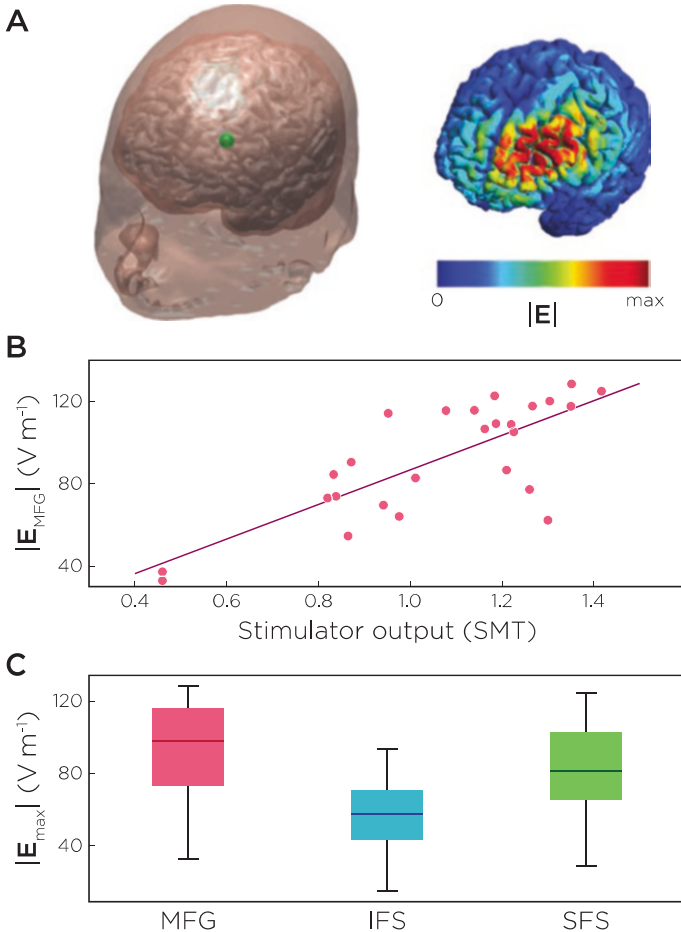 A
0
max
|E|
B
|E_MFG| (V m⁻¹)
120
80
40
0.4
0.6
0.8
1.0
1.2
1.4
Stimulator output (SMT)
C
|E_max| (V m⁻¹)
120
80
40
MFG
IFS
SFS